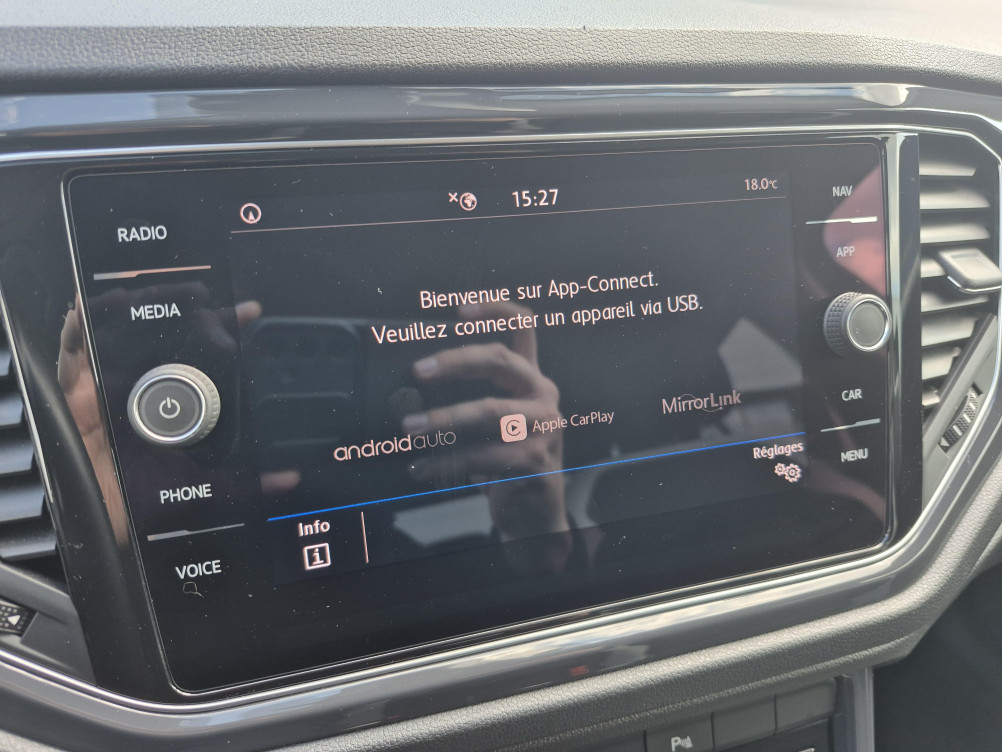 15:27
18.0°C
RADIO
MEDIA
PHONE
VOICE
Bienvenue sur App-Connect.
Veuillez connecter un appareil via USB.
androidauto
Apple CarPlay
MirrorLink
Réglages
Info
i
NAV
APP
CAR
MENU
P